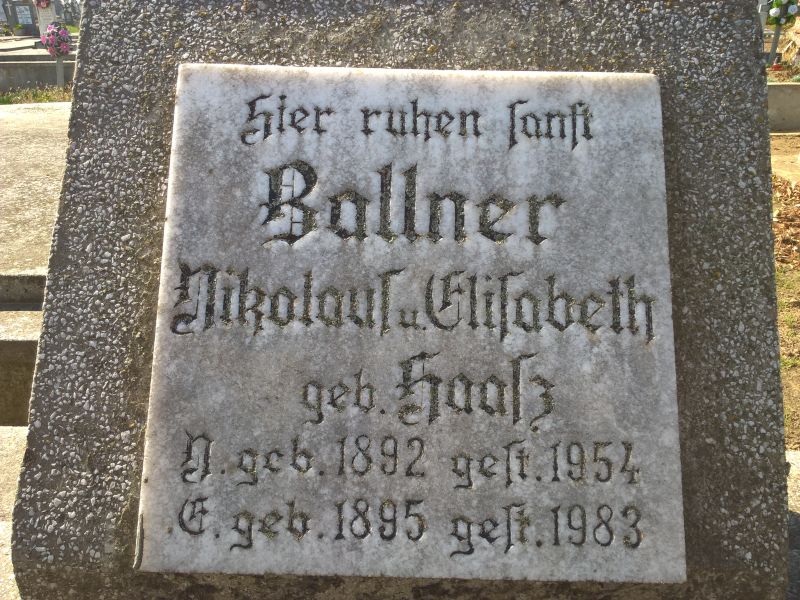 Hier ruhen sanft
Ballner
Nikolaus u. Elisabeth
geb. Haasz
N. geb. 1892 gest. 1954
E. geb. 1895 gest. 1983